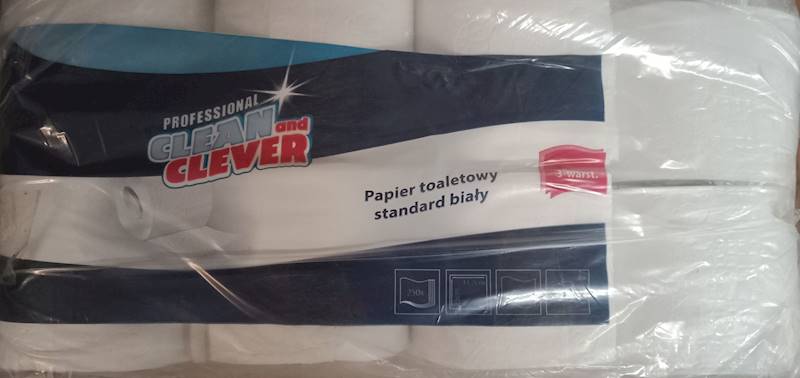 PROFESSIONAL
CLEAN and
CLEVER
Papier toaletowy
standard biały
3-warst.